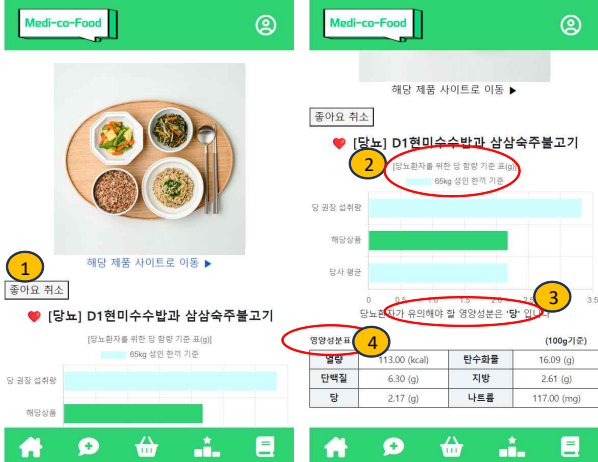 Medi-co-Food
해당 제품 사이트로 이동 ▶
1
좋아요 취소
[당뇨] D1현미수수밥과 삼삼숙주불고기
[당뇨환자를 위한 당 함량 기준 표(g)]
65kg 성인 한끼 기준
당 권장 섭취량
해당상품
Medi-co-Food
해당 제품 사이트로 이동 ▶
좋아요 취소
[당뇨] D1현미수수밥과 삼삼숙주불고기
2
[당뇨환자를 위한 당 함량 기준 표(g)]
65kg 성인 한끼 기준
당 권장 섭취량
해당상품
당사 평균
0 0.5 1.0 1.5 2.0 2.5 3.5
3
당뇨환자가 유의해야 할 영양성분은 '당' 입니다
영양성분표 4 (100g기준)
열량 113.00 (kcal) 탄수화물 16.09 (g)
단백질 6.30 (g) 지방 2.61 (g)
당 2.17 (g) 나트륨 117.00 (mg)